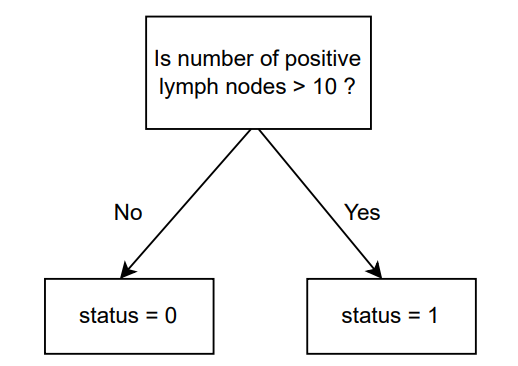 Is number of positive
lymph nodes > 10 ?
No
Yes
status = 0
status = 1